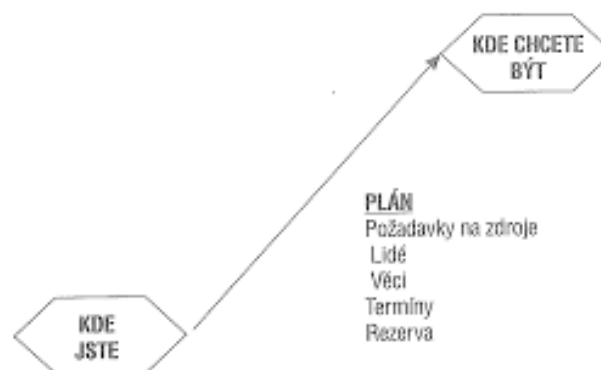 KDE CHCETE
BÝT
PLÁN
Požadavky na zdroje
Lidé
Věci
Termíny
Rezerva
KDE
JSTE